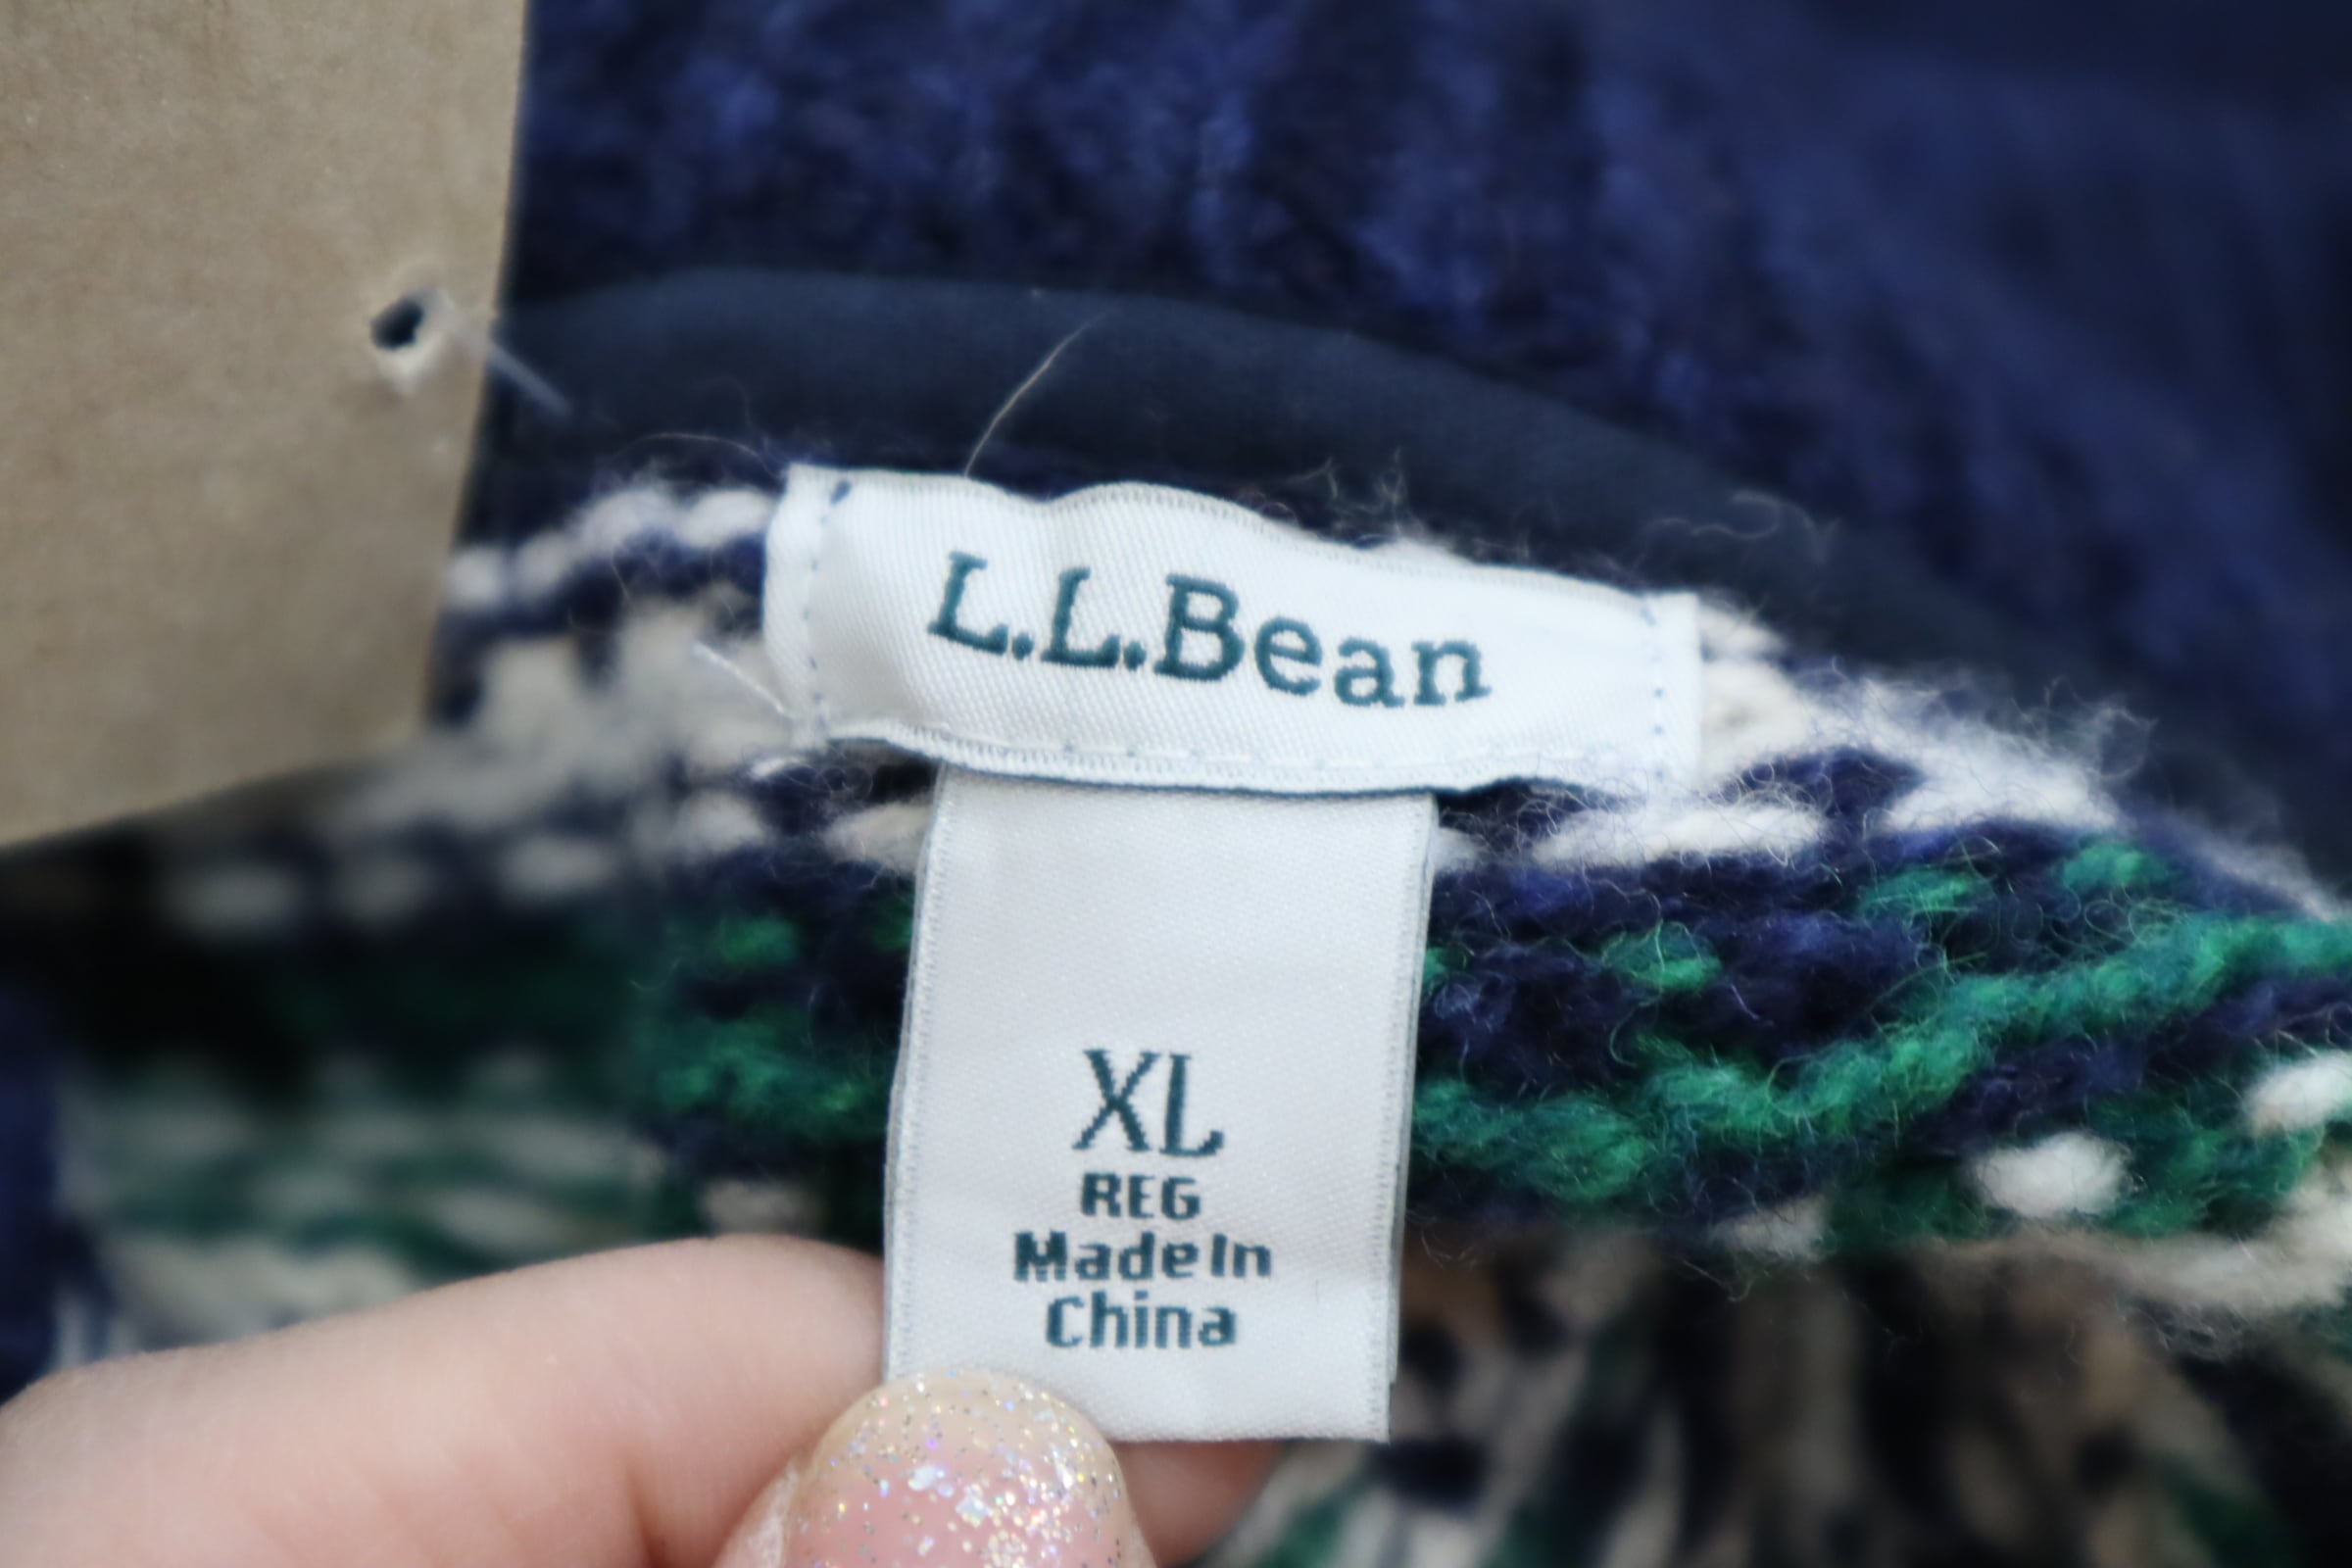 L.L.Bean
XL
REG
Made In
China